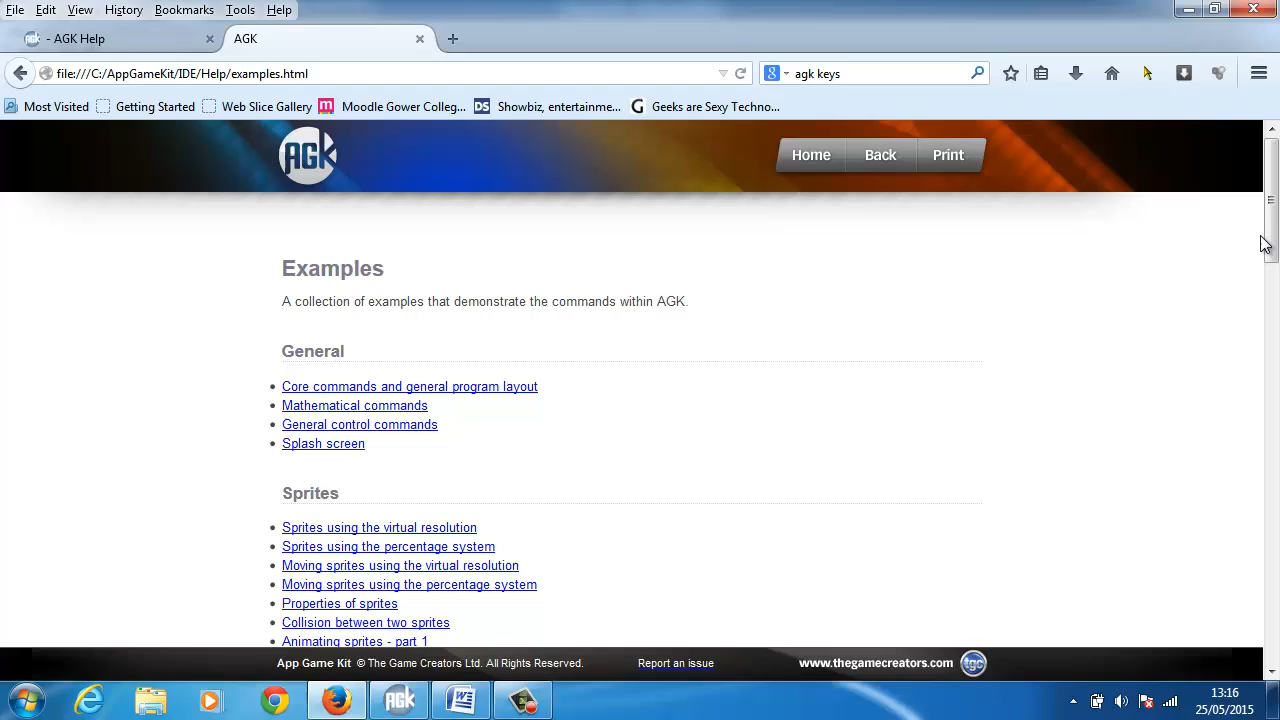 File Edit View History Bookmarks Tools Help
AGK - AGK Help
AGK
file:///C:/AppGameKit/IDE/Help/examples.html
agk keys
Most Visited Getting Started Web Slice Gallery Moodle Gower Colleg... DS Showbiz, entertainme... G Geeks are Sexy Techno...
AGK
Home Back Print
Examples
A collection of examples that demonstrate the commands within AGK.
General
Core commands and general program layout
Mathematical commands
General control commands
Splash screen
Sprites
Sprites using the virtual resolution
Sprites using the percentage system
Moving sprites using the virtual resolution
Moving sprites using the percentage system
Properties of sprites
Collision between two sprites
Animating sprites - part 1
App Game Kit © The Game Creators Ltd. All Rights Reserved. Report an issue www.thegamecreators.com tgc
AGK
13:16
25/05/2015